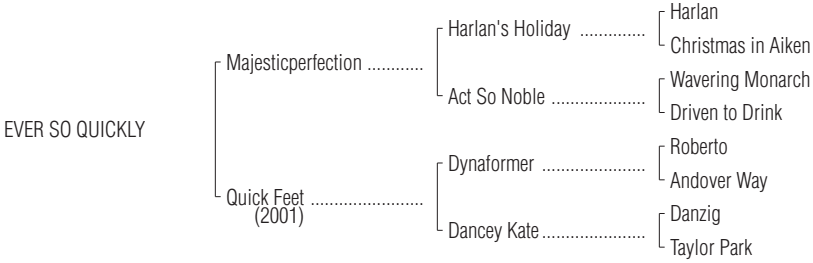 Harlan
Harlan's Holiday ..............
Christmas in Aiken
Majesticperfection ............
Wavering Monarch
Act So Noble ....................
Driven to Drink
EVER SO QUICKLY
Roberto
Dynaformer ......................
Andover Way
Quick Feet ........................
(2001)
Danzig
Dancey Kate ......................
Taylor Park